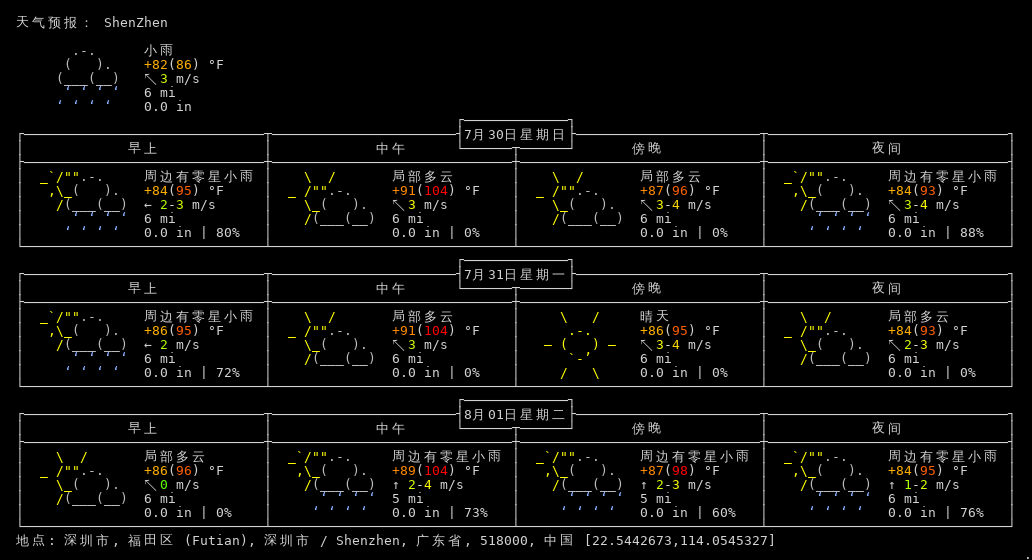 天气预报： ShenZhen
小雨
+82(86) °F
↖ 3 m/s
6 mi
0.0 in
7月30日星期日
早上 中午 傍晚 夜间
周边有零星小雨 局部多云 局部多云 周边有零星小雨
+84(95) °F +91(104) °F +87(96) °F +84(93) °F
← 2-3 m/s ↖ 3 m/s ↖ 3-4 m/s ↖ 3-4 m/s
6 mi 6 mi 6 mi 6 mi
0.0 in | 80% 0.0 in | 0% 0.0 in | 0% 0.0 in | 88%
7月31日星期一
早上 中午 傍晚 夜间
周边有零星小雨 局部多云 晴天 局部多云
+86(95) °F +91(104) °F +86(95) °F +84(93) °F
← 2 m/s ↖ 3 m/s ↖ 3-4 m/s ↖ 2-3 m/s
6 mi 6 mi 6 mi 6 mi
0.0 in | 72% 0.0 in | 0% 0.0 in | 0% 0.0 in | 0%
8月01日星期二
早上 中午 傍晚 夜间
局部多云 周边有零星小雨 周边有零星小雨 周边有零星小雨
+86(96) °F +89(104) °F +87(98) °F +84(95) °F
↖ 0 m/s ↑ 2-4 m/s ↑ 2-3 m/s ↑ 1-2 m/s
6 mi 5 mi 5 mi 6 mi
0.0 in | 0% 0.0 in | 73% 0.0 in | 60% 0.0 in | 76%
地点: 深圳市, 福田区 (Futian), 深圳市 / Shenzhen, 广东省, 518000, 中国 [22.5442673,114.0545327]